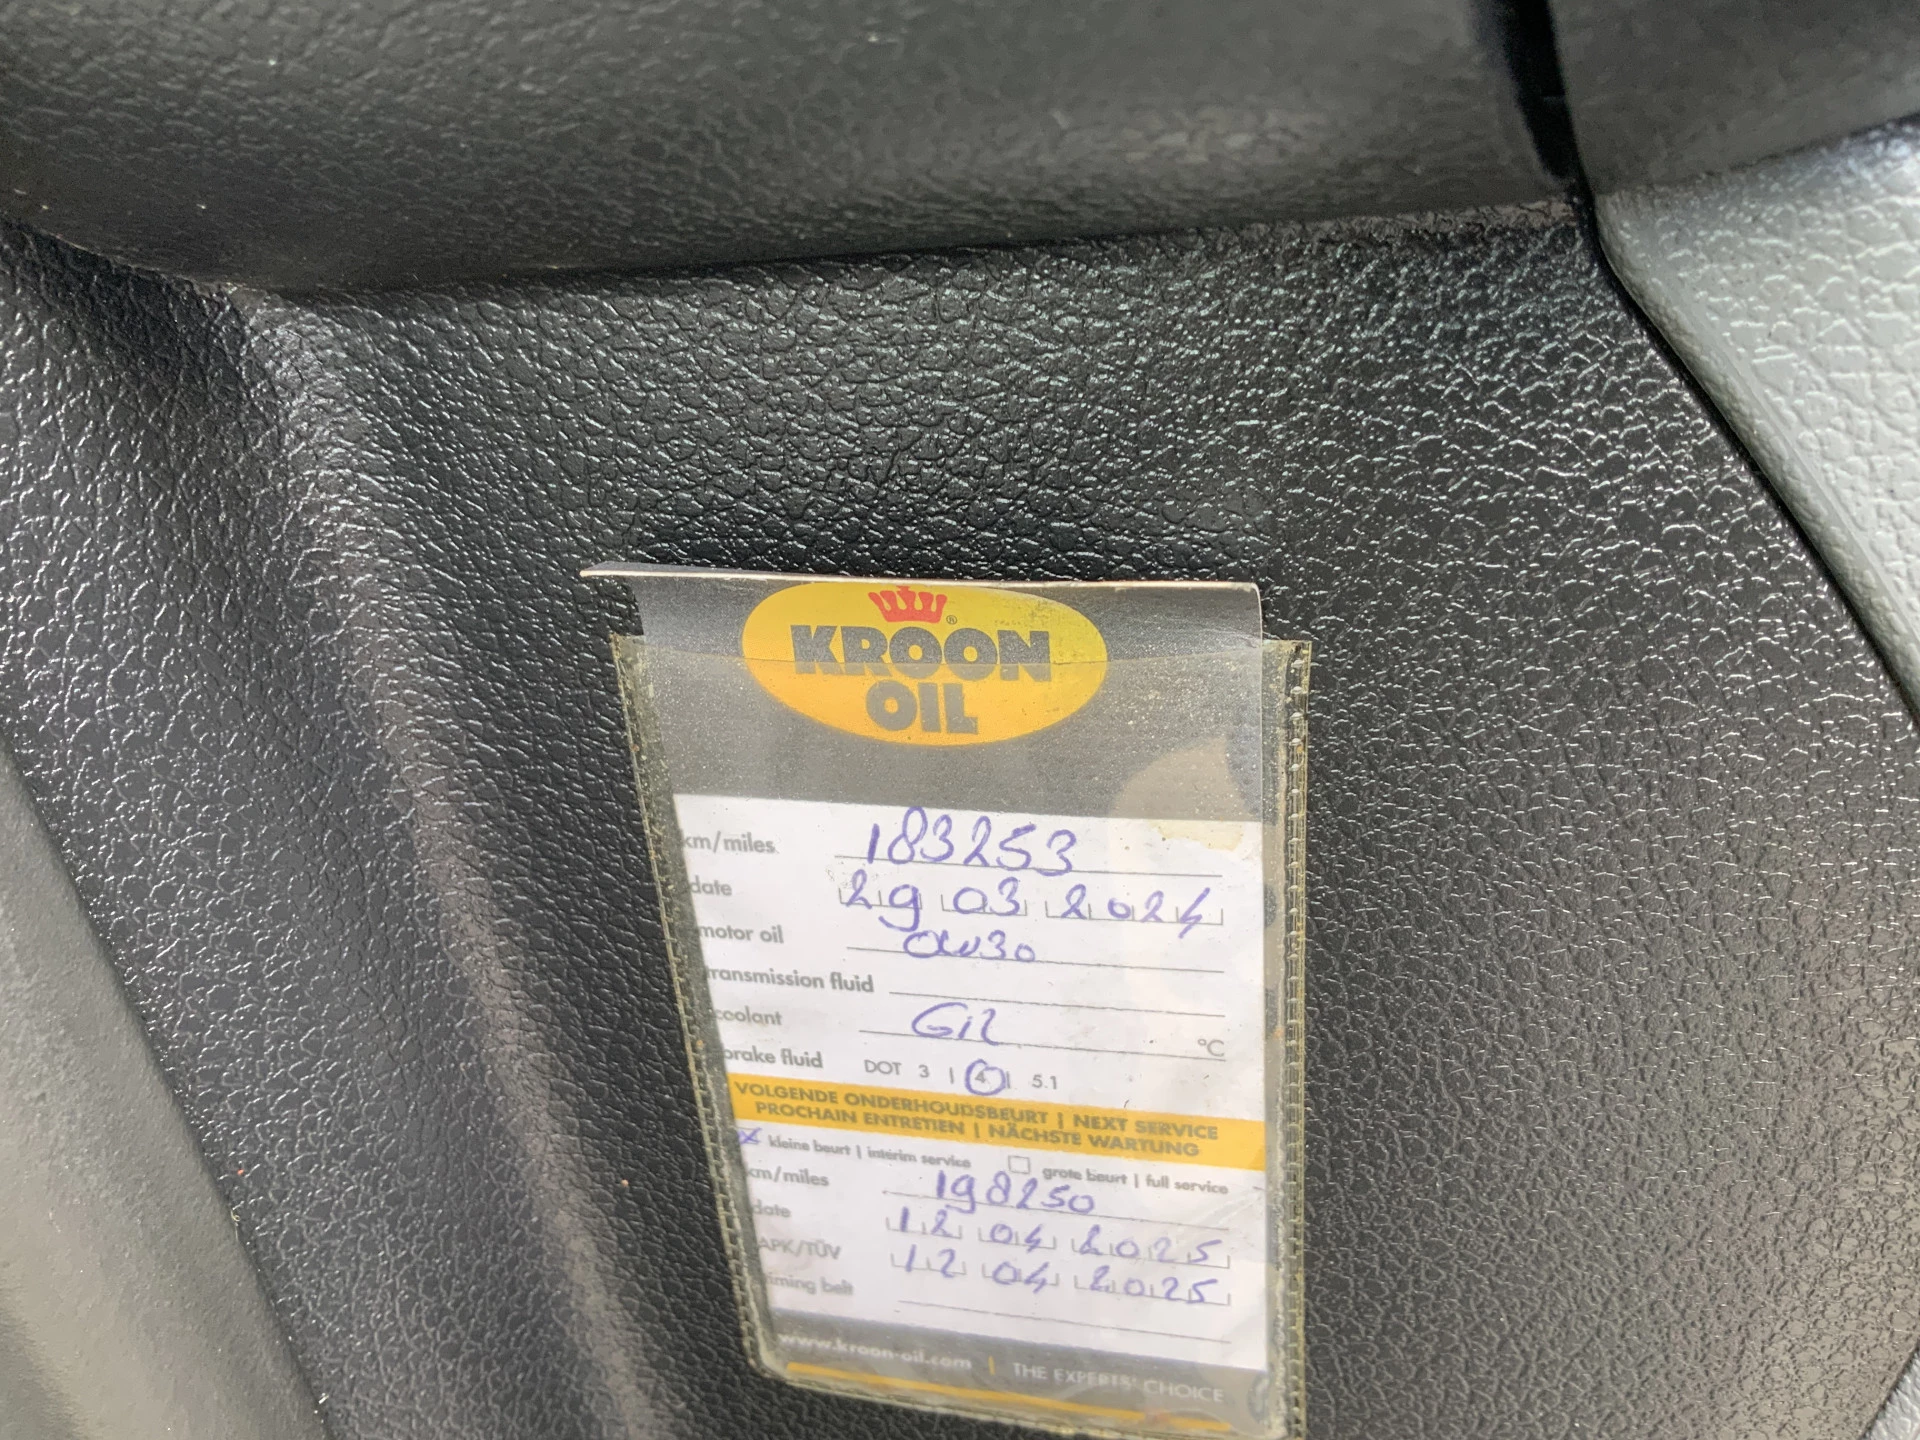 KROON
OIL
®
km/miles 183253
date 29 03 2024
motor oil 0W30
transmission fluid
coolant G12 °C
brake fluid DOT 3 | 4 | 5.1
VOLGENDE ONDERHOUDSBEURT | NEXT SERVICE
PROCHAIN ENTRETIEN | NÄCHSTE WARTUNG
x kleine beurt | interim service □ grote beurt | full service
km/miles 198250
date 12 04 2025
APK/TÜV 12 04 2025
timing belt
www.kroon-oil.com | THE EXPERTS' CHOICE